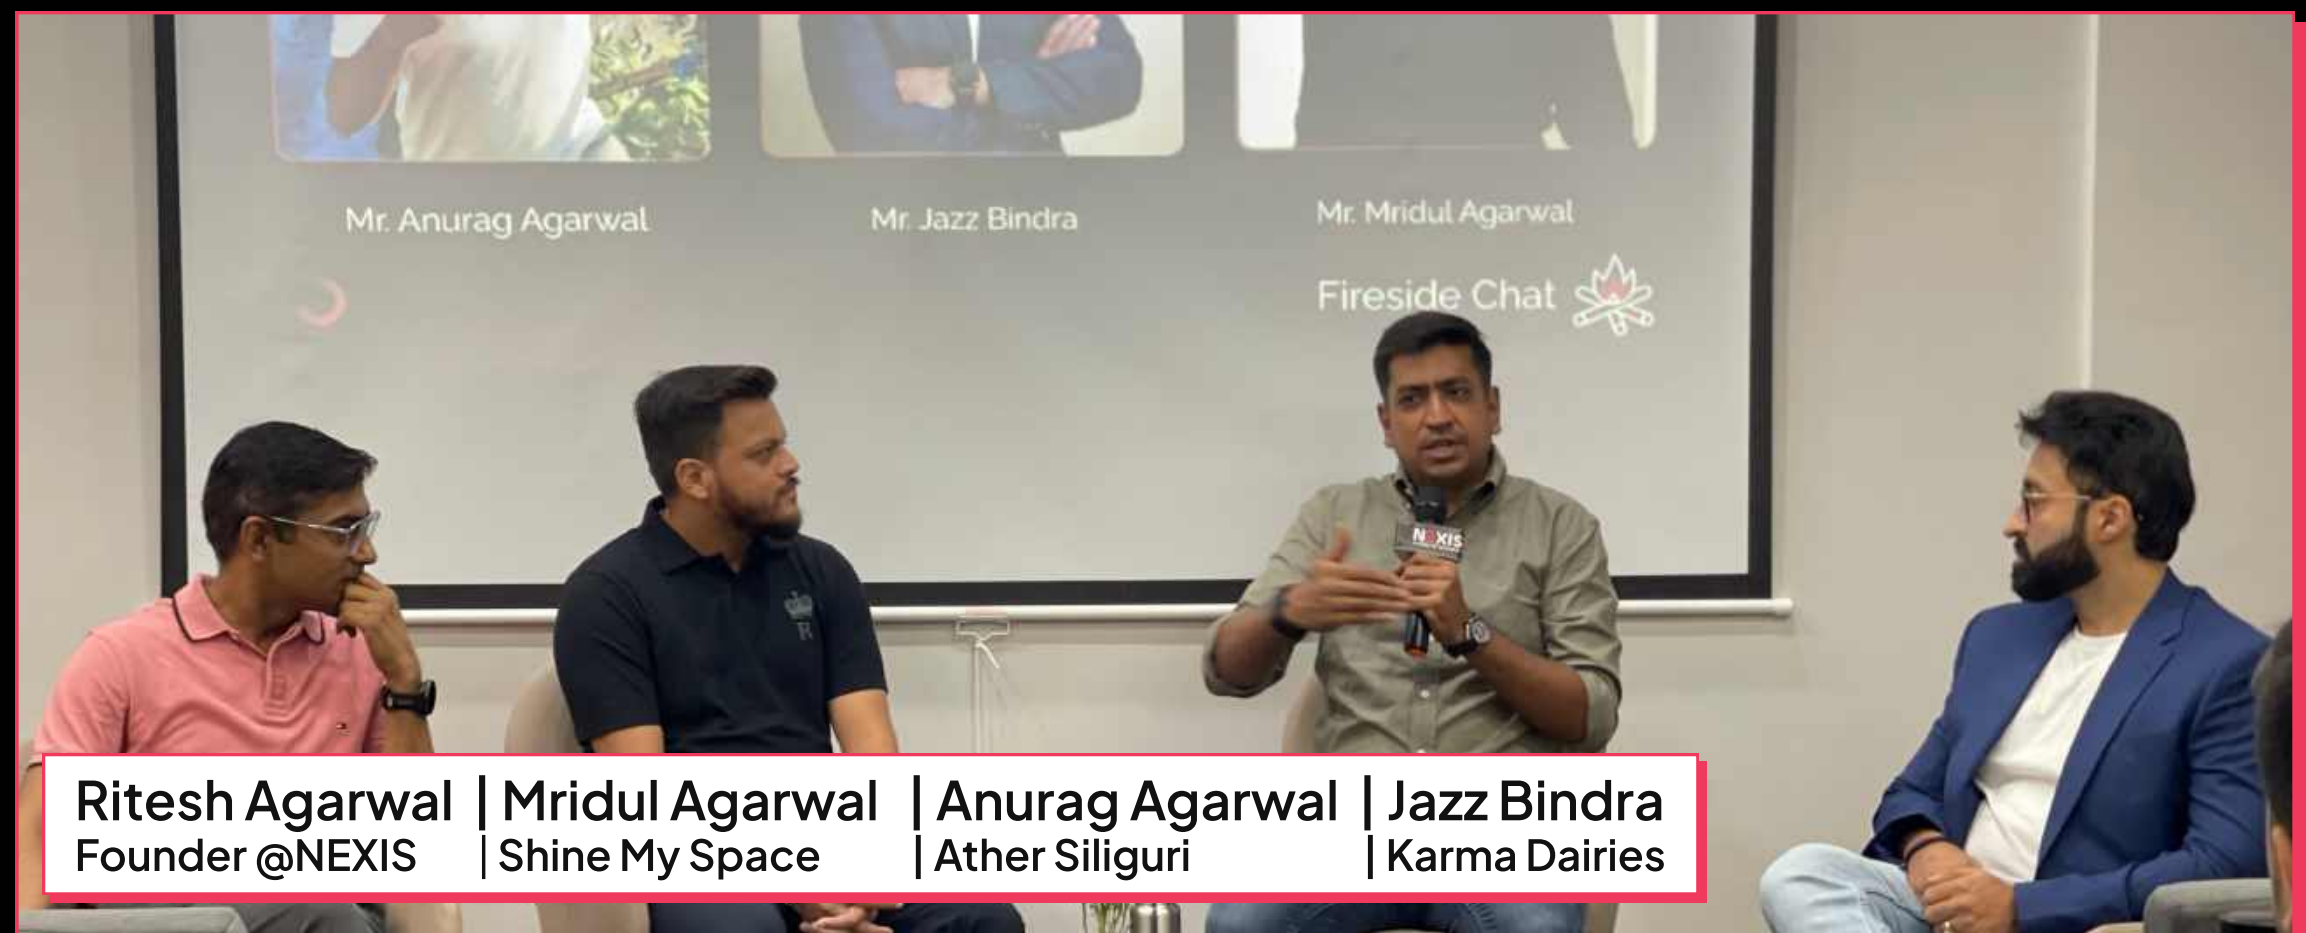 Mr. Anurag Agarwal
Mr. Jazz Bindra
Mr. Mridul Agarwal
Fireside Chat
R
NEXIS
Ritesh Agarwal | Mridul Agarwal | Anurag Agarwal | Jazz Bindra
Founder @NEXIS | Shine My Space | Ather Siliguri | Karma Dairies